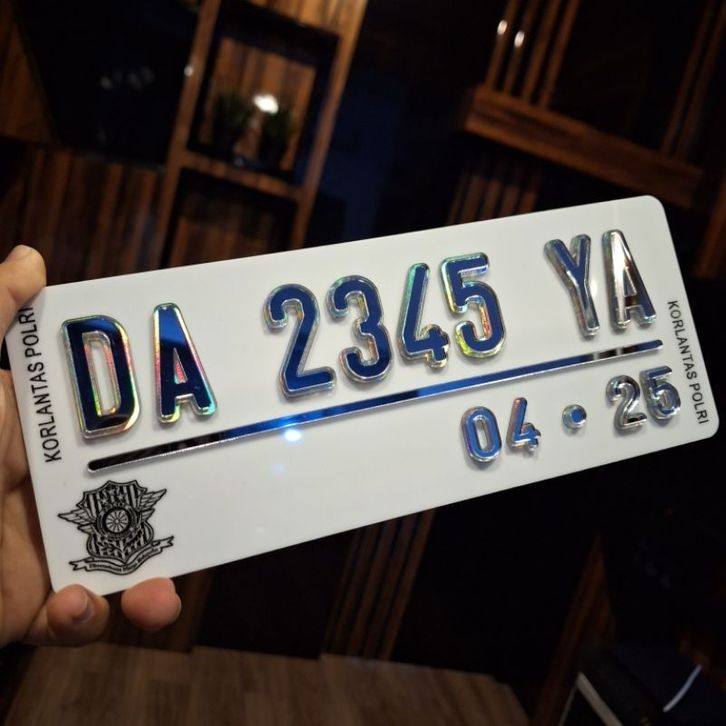 DA 2345 YA
04 • 25
KORLANTAS POLRI
KORLANTAS POLRI